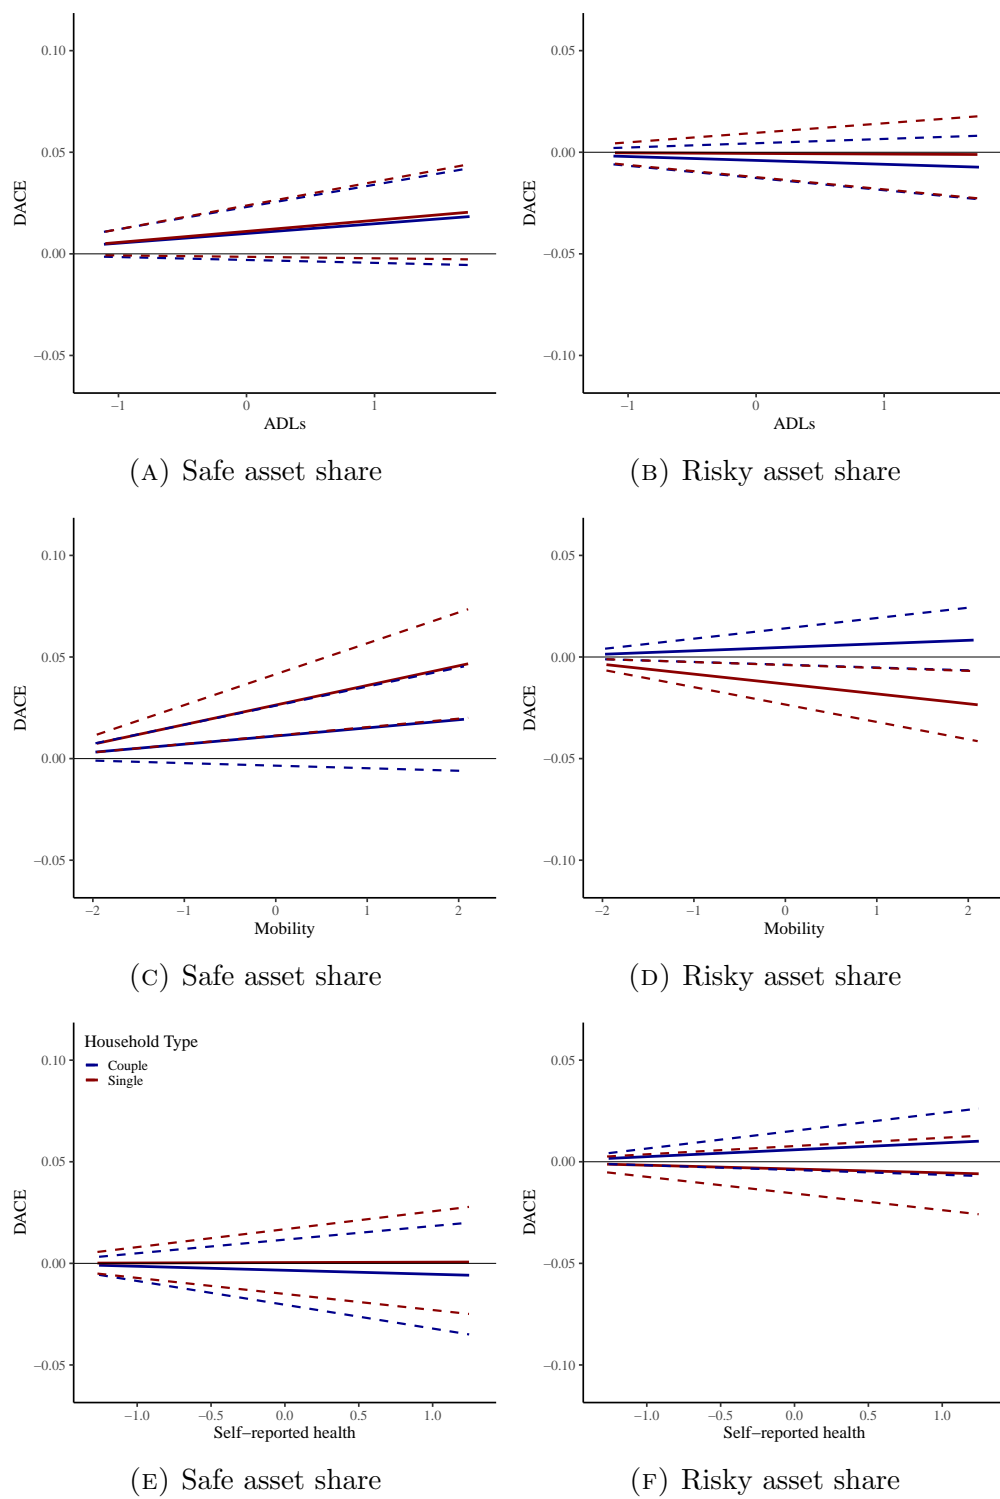 0.10
0.05
0.00
−0.05
DACE
−1 0 1
ADLs
(A) Safe asset share
0.05
0.00
−0.05
−0.10
DACE
−1 0 1
ADLs
(B) Risky asset share
0.10
0.05
0.00
−0.05
DACE
−2 −1 0 1 2
Mobility
(C) Safe asset share
0.05
0.00
−0.05
−0.10
DACE
−2 −1 0 1 2
Mobility
(D) Risky asset share
Household Type
Couple
Single
0.10
0.05
0.00
−0.05
DACE
−1.0 −0.5 0.0 0.5 1.0
Self−reported health
(E) Safe asset share
0.05
0.00
−0.05
−0.10
DACE
−1.0 −0.5 0.0 0.5 1.0
Self−reported health
(F) Risky asset share